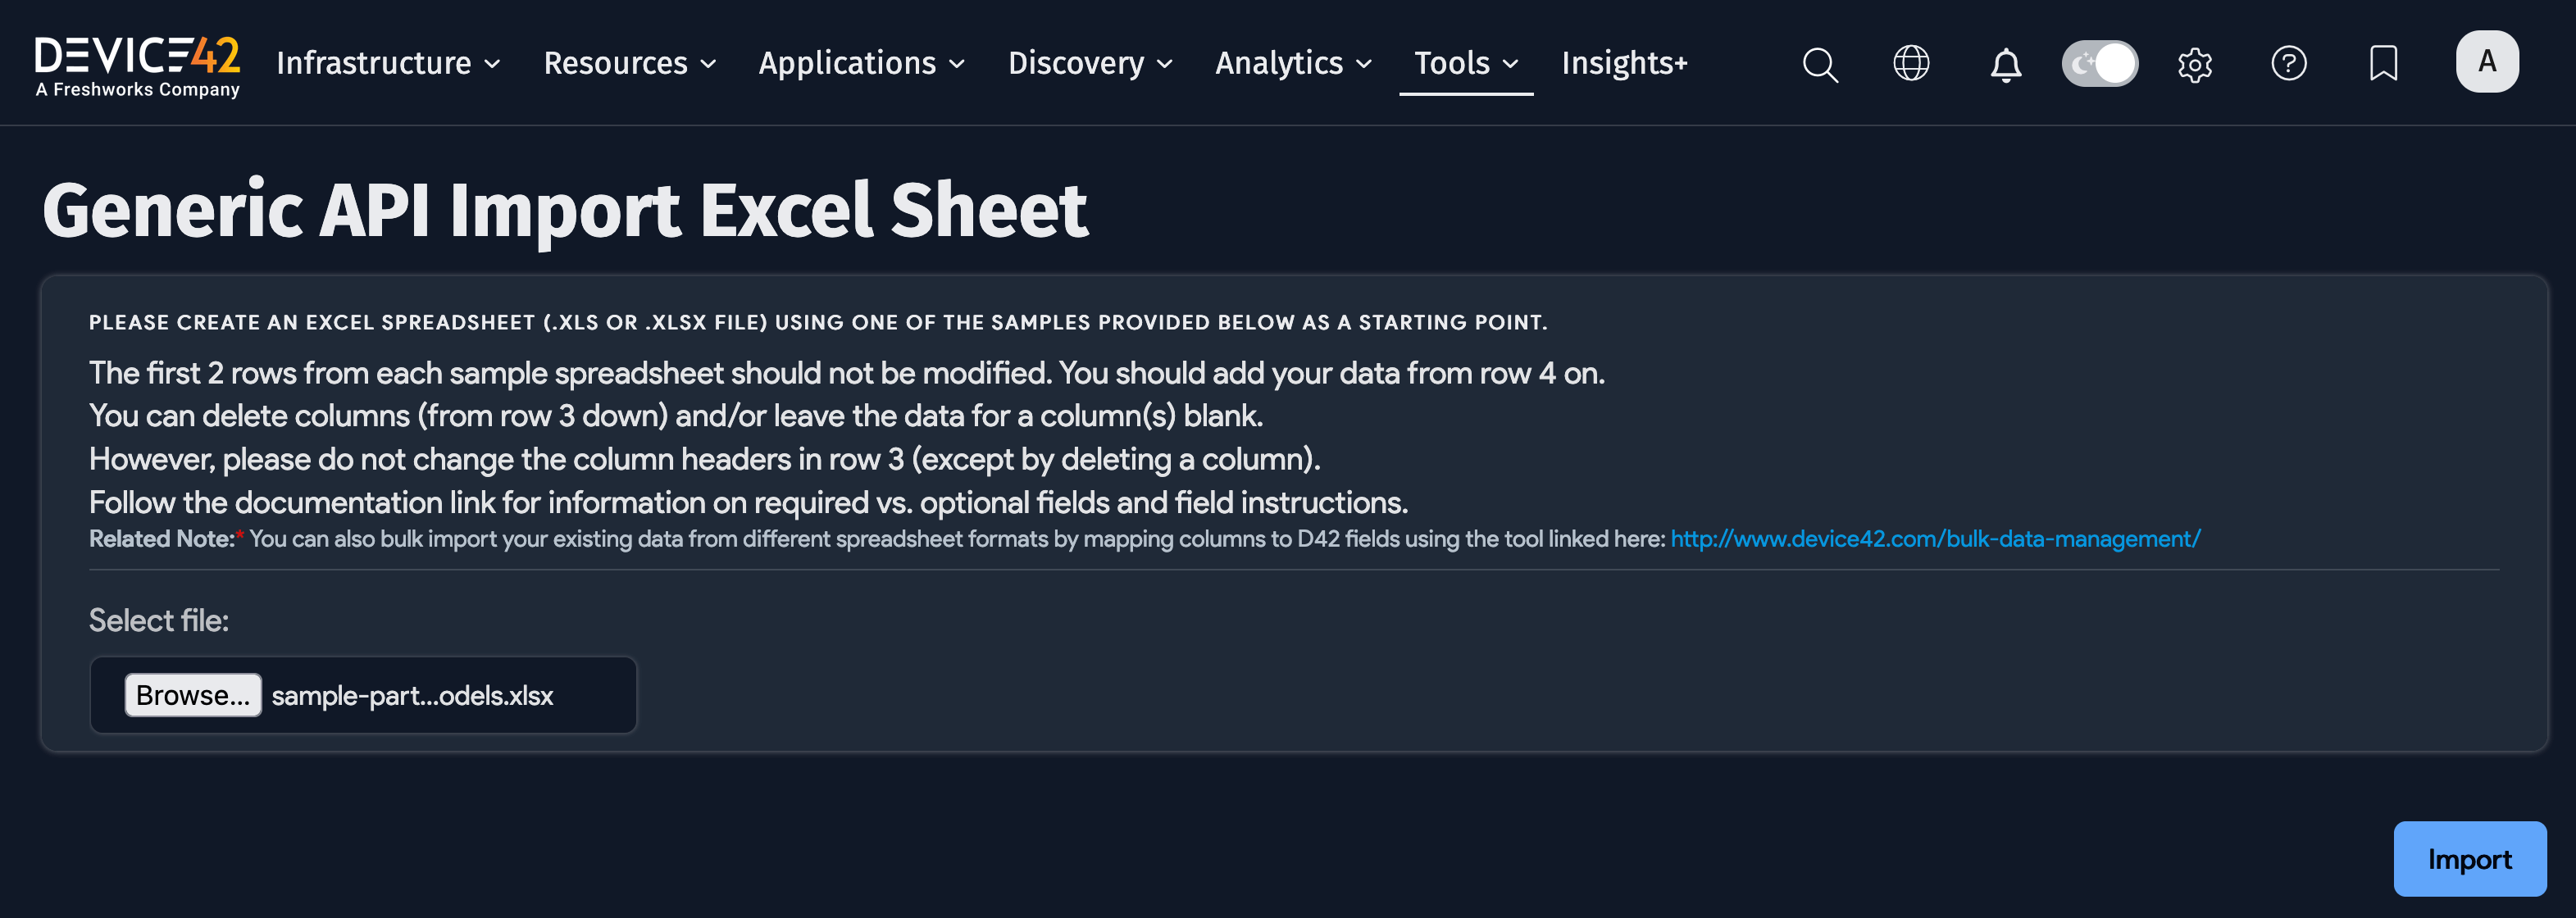 DEVICE42
A Freshworks Company
Infrastructure
Resources
Applications
Discovery
Analytics
Tools
Insights+
A
Generic API Import Excel Sheet
PLEASE CREATE AN EXCEL SPREADSHEET (.XLS OR .XLSX FILE) USING ONE OF THE SAMPLES PROVIDED BELOW AS A STARTING POINT.
The first 2 rows from each sample spreadsheet should not be modified. You should add your data from row 4 on.
You can delete columns (from row 3 down) and/or leave the data for a column(s) blank.
However, please do not change the column headers in row 3 (except by deleting a column).
Follow the documentation link for information on required vs. optional fields and field instructions.
Related Note:* You can also bulk import your existing data from different spreadsheet formats by mapping columns to D42 fields using the tool linked here: http://www.device42.com/bulk-data-management/
Select file:
Browse... sample-part...odels.xlsx
Import